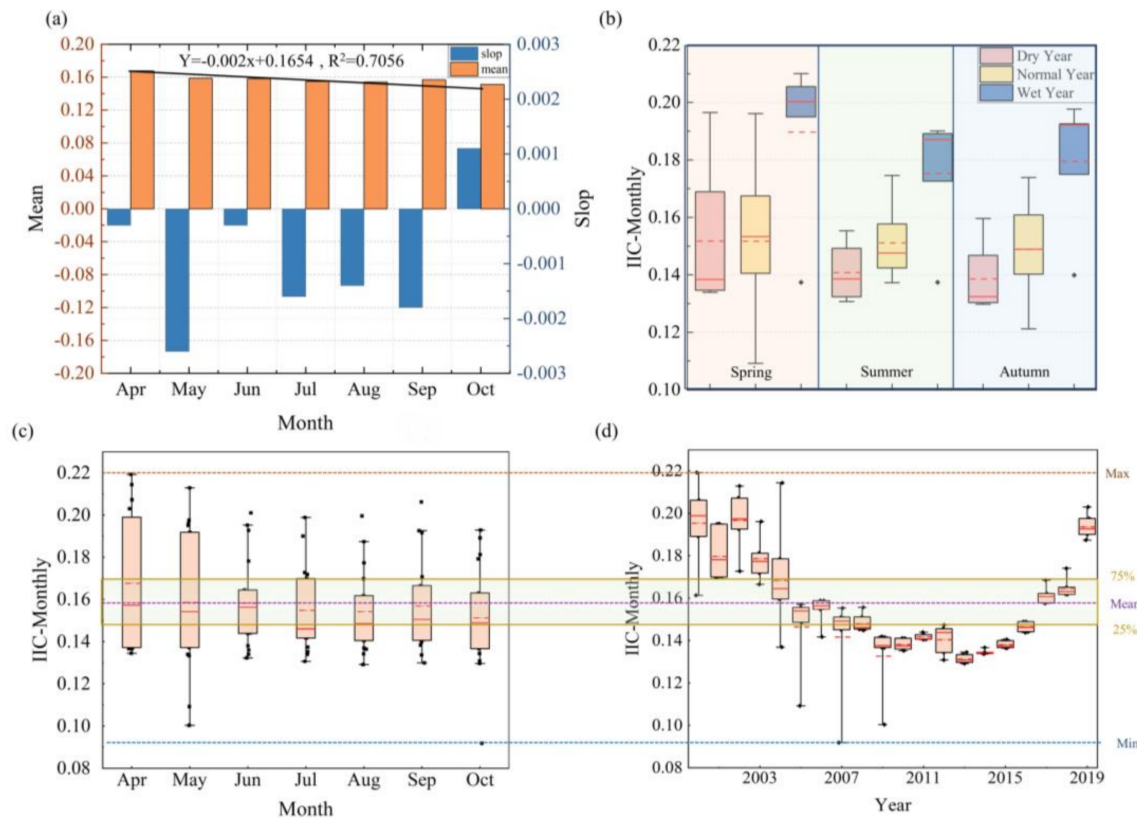 (a)
Y=-0.002x+0.1654 , R²=0.7056
slop
mean
0.20
0.16
0.12
0.08
0.04
0.00
-0.04
-0.08
-0.12
-0.16
-0.20
Mean
0.003
0.002
0.001
0.000
-0.001
-0.002
-0.003
Slop
Apr May Jun Jul Aug Sep Oct
Month
(b)
Dry Year
Normal Year
Wet Year
0.22
0.20
0.18
0.16
0.14
0.12
0.10
IIC-Monthly
Spring Summer Autumn
(c)
0.22
0.20
0.18
0.16
0.14
0.12
0.10
0.08
IIC-Monthly
Apr May Jun Jul Aug Sep Oct
Month
(d)
0.22
0.20
0.18
0.16
0.14
0.12
0.10
0.08
IIC-Monthly
Max
75%
Mean
25%
Min
2003 2007 2011 2015 2019
Year